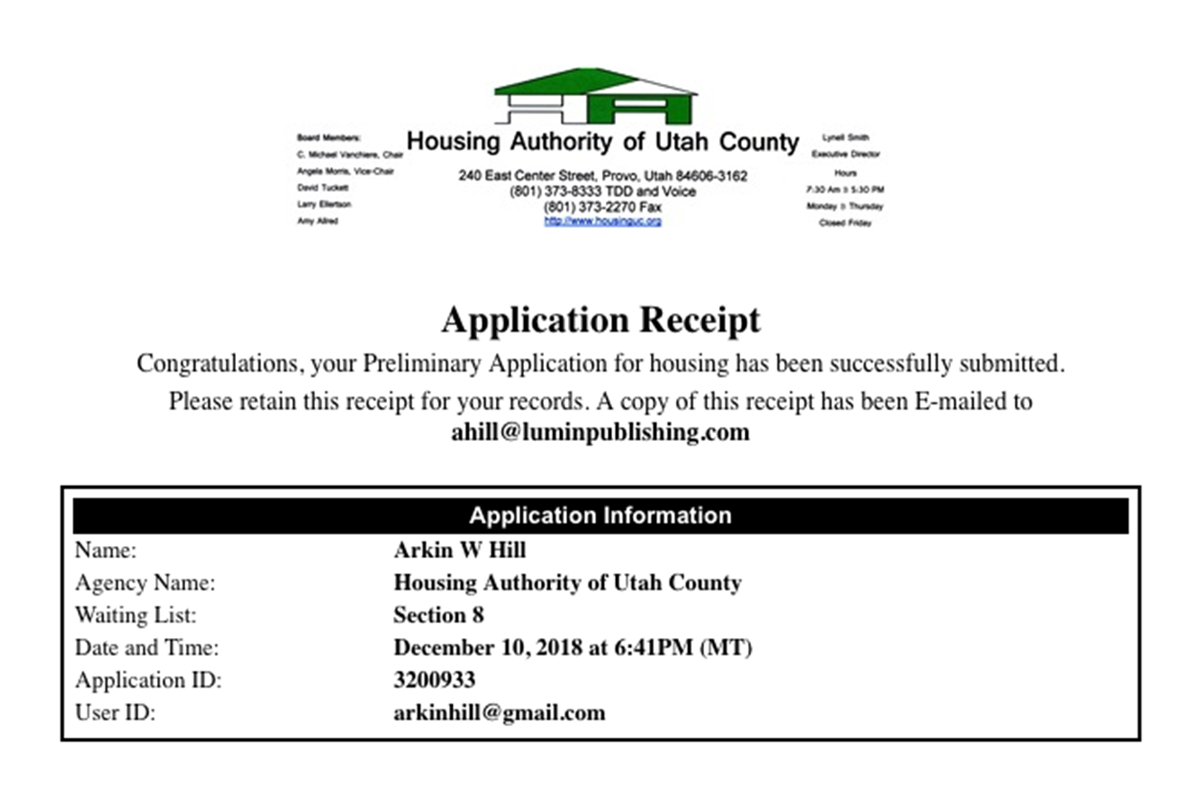 Board Members:
C. Michael Vanchiere, Chair
Angela Morris, Vice-Chair
David Tuckett
Larry Ellertson
Amy Allred
Housing Authority of Utah County
240 East Center Street, Provo, Utah 84606-3162
(801) 373-8333 TDD and Voice
(801) 373-2270 Fax
http://www.housinguc.org
Lynell Smith
Executive Director
Hours
7:30 Am 5:30 PM
Monday Thursday
Closed Friday
Application Receipt
Congratulations, your Preliminary Application for housing has been successfully submitted.
Please retain this receipt for your records. A copy of this receipt has been E-mailed to
ahill@luminpublishing.com
Application Information
Name: Arkin W Hill
Agency Name: Housing Authority of Utah County
Waiting List: Section 8
Date and Time: December 10, 2018 at 6:41PM (MT)
Application ID: 3200933
User ID: arkinhill@gmail.com